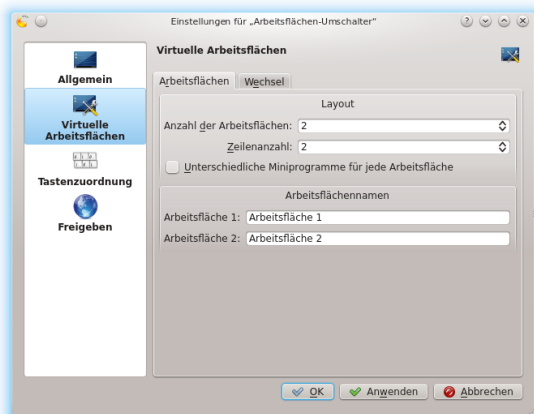 Einstellungen für „Arbeitsflächen-Umschalter“
Allgemein
Virtuelle
Arbeitsflächen
Tastenzuordnung
Freigeben
Virtuelle Arbeitsflächen
Arbeitsflächen Wechsel
Layout
Anzahl der Arbeitsflächen: 2
Zeilenanzahl: 2
Unterschiedliche Miniprogramme für jede Arbeitsfläche
Arbeitsflächennamen
Arbeitsfläche 1: Arbeitsfläche 1
Arbeitsfläche 2: Arbeitsfläche 2
OK Anwenden Abbrechen